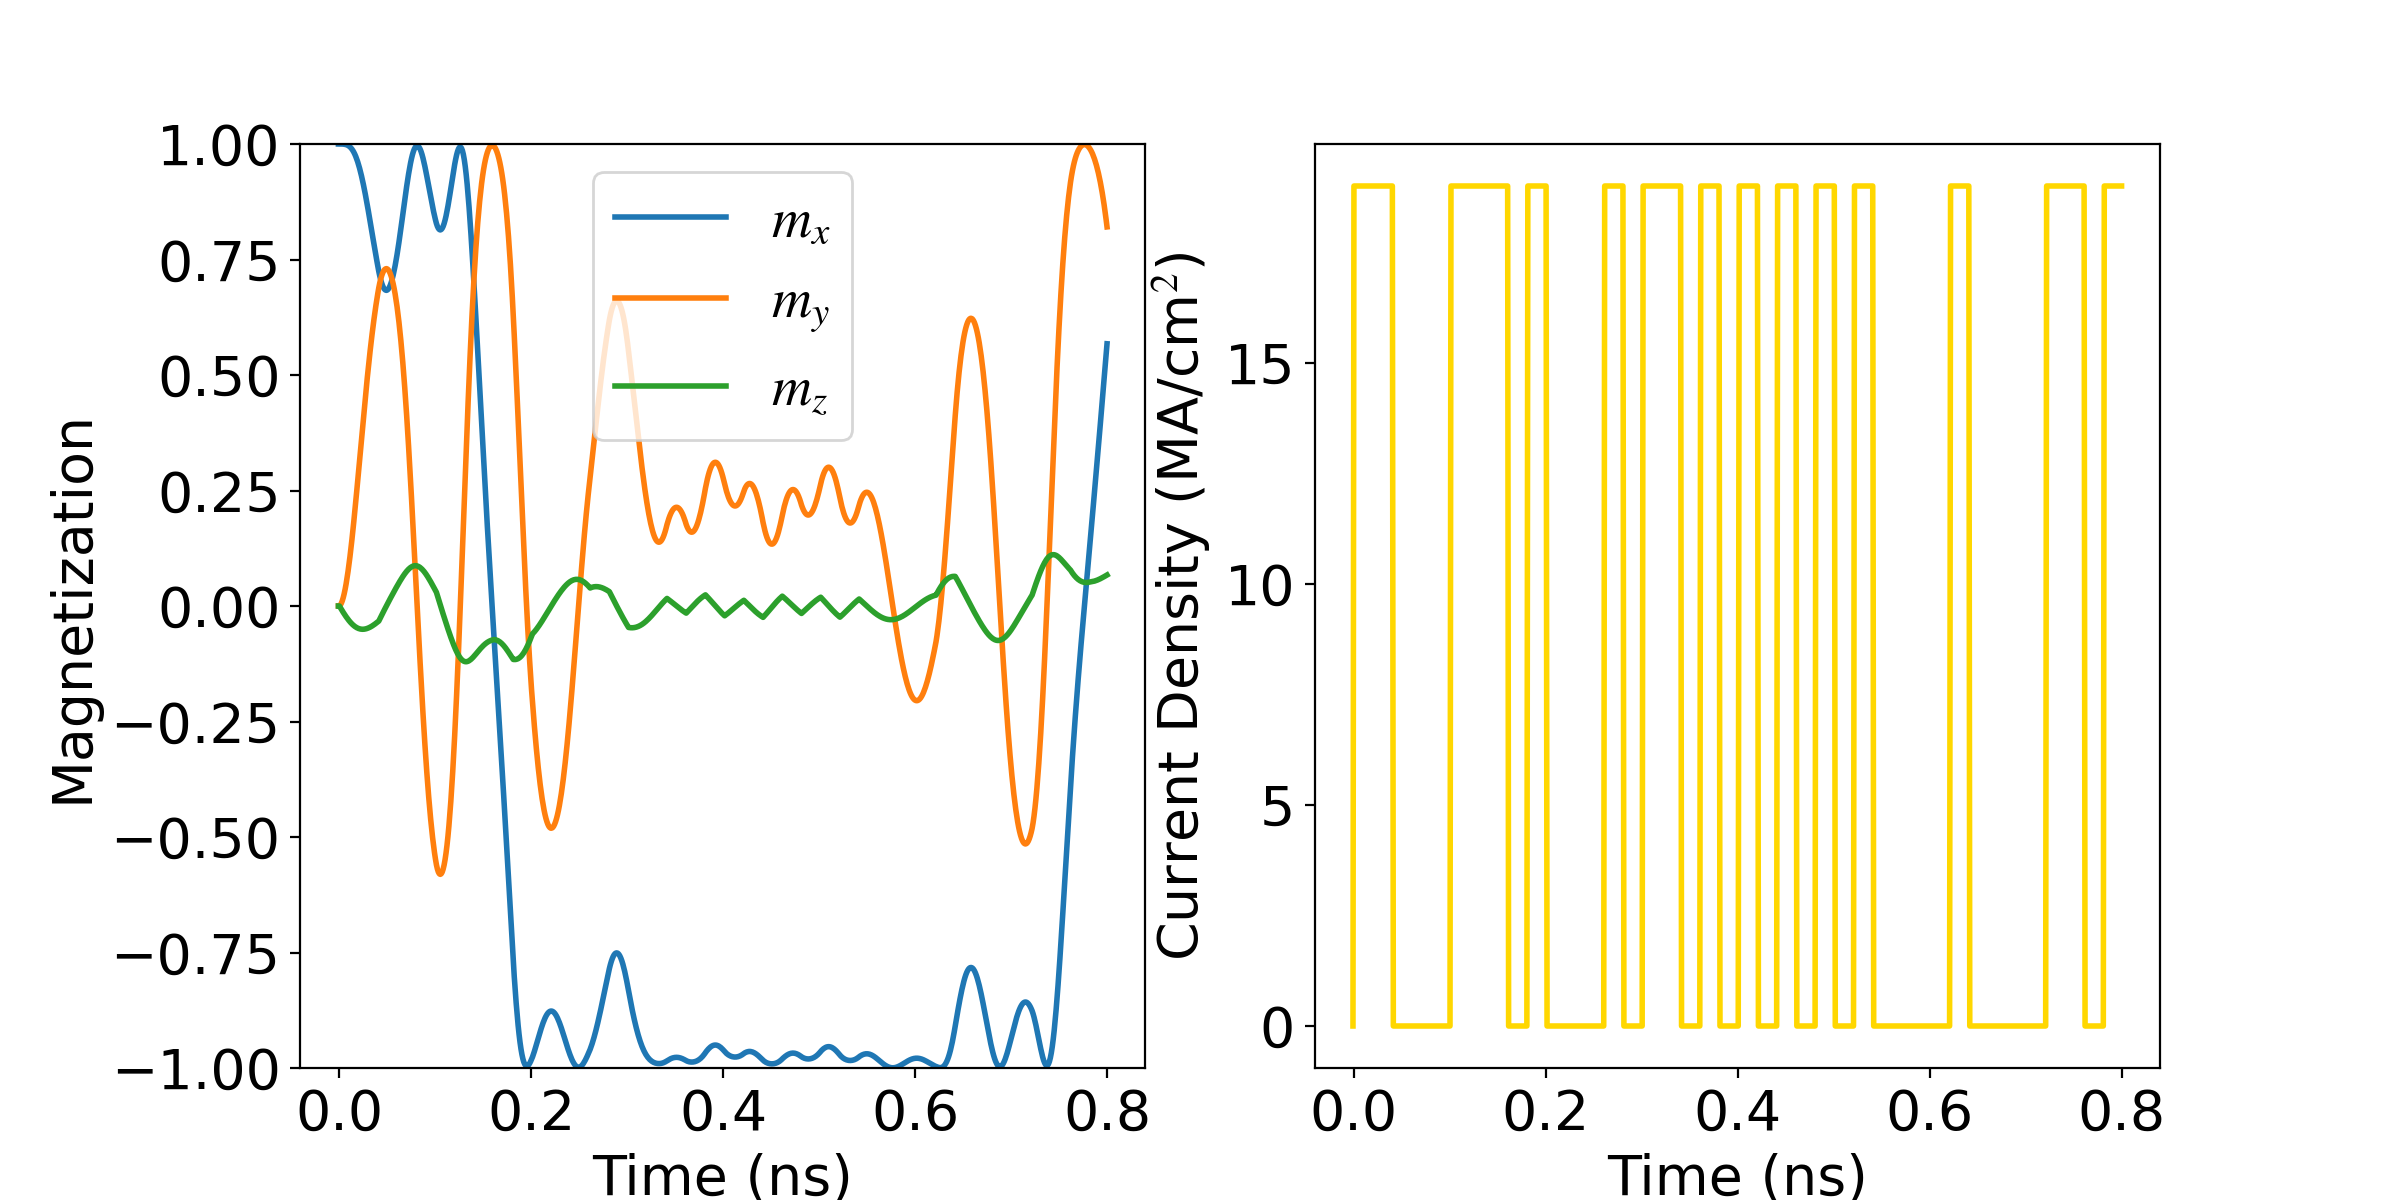 1.00
0.75
0.50
0.25
0.00
−0.25
−0.50
−0.75
−1.00
Magnetization
0.0 0.2 0.4 0.6 0.8
Time (ns)
m_x
m_y
m_z
Current Density (MA/cm²)
15
10
5
0
0.0 0.2 0.4 0.6 0.8
Time (ns)